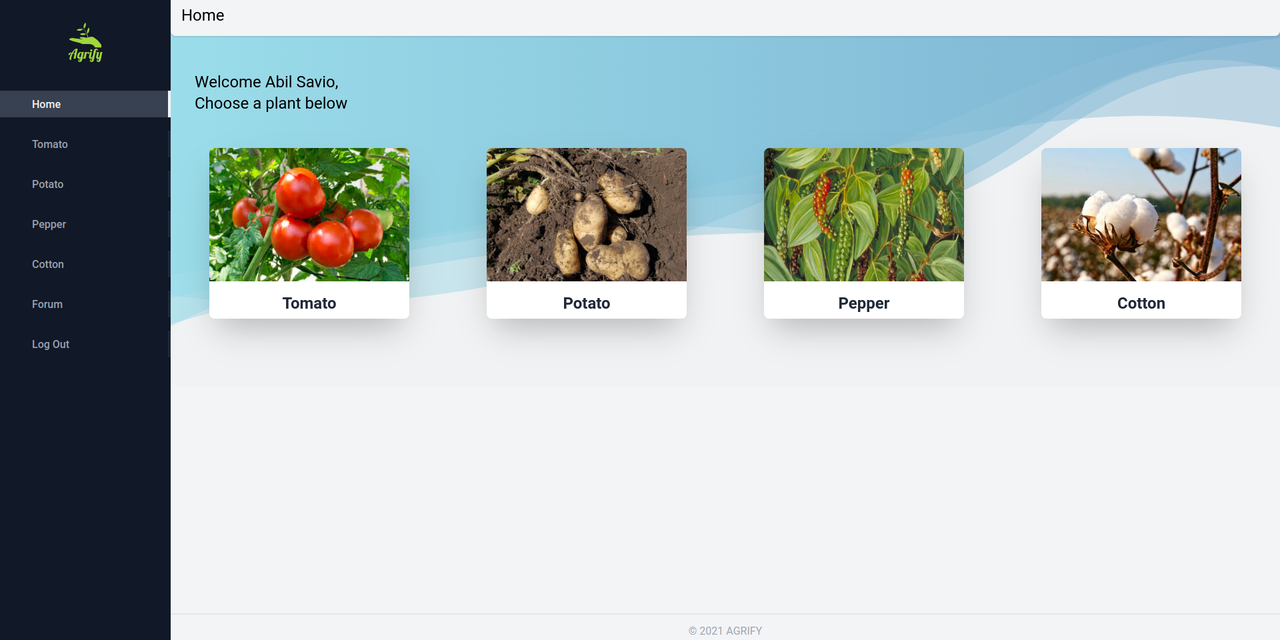 Agrify
Home
Tomato
Potato
Pepper
Cotton
Forum
Log Out
Home
Welcome Abil Savio,
Choose a plant below
Tomato
Potato
Pepper
Cotton
© 2021 AGRIFY